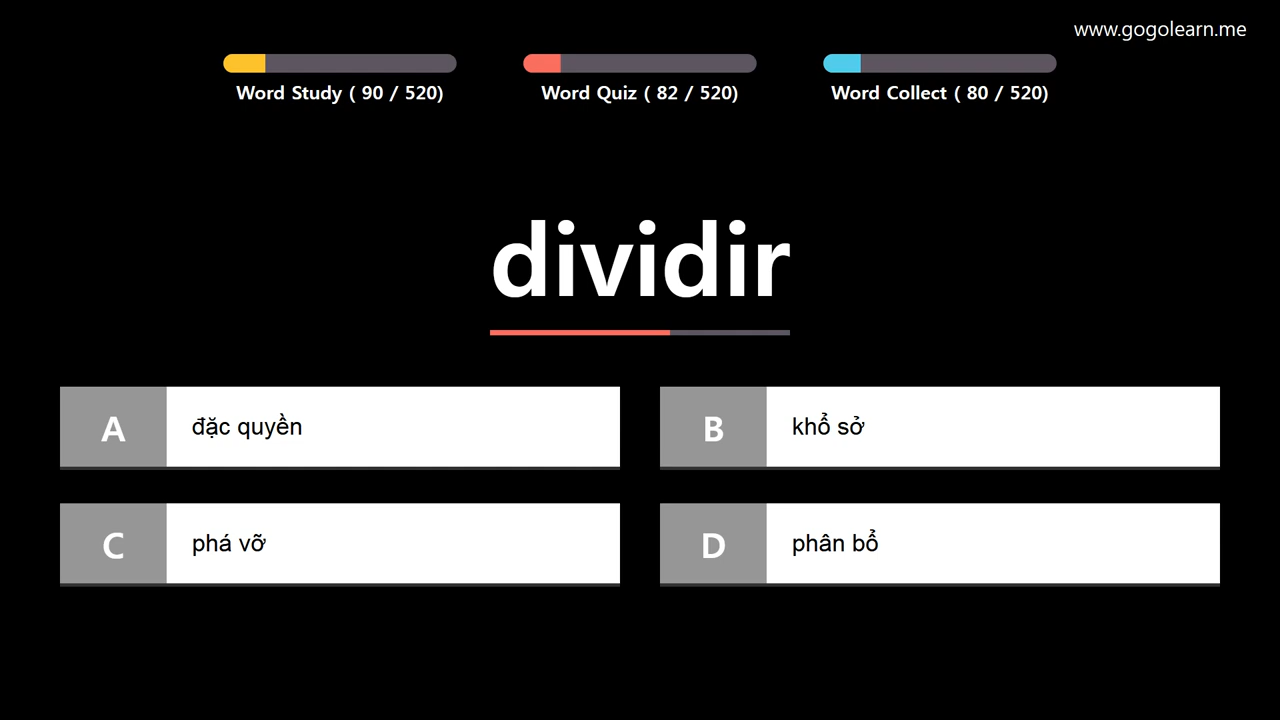 www.gogolearn.me
Word Study ( 90 / 520)
Word Quiz ( 82 / 520)
Word Collect ( 80 / 520)
dividir
A
đặc quyền
B
khổ sở
C
phá vỡ
D
phân bổ